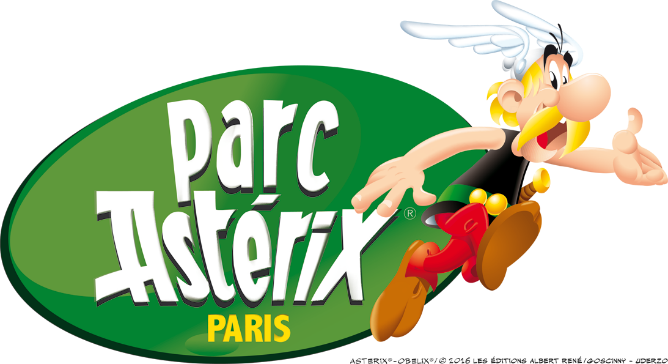 Parc
Astérix®
PARIS
ASTERIX®-OBELIX®/© 2016 LES ÉDITIONS ALBERT RENÉ/GOSCINNY - UDERZO